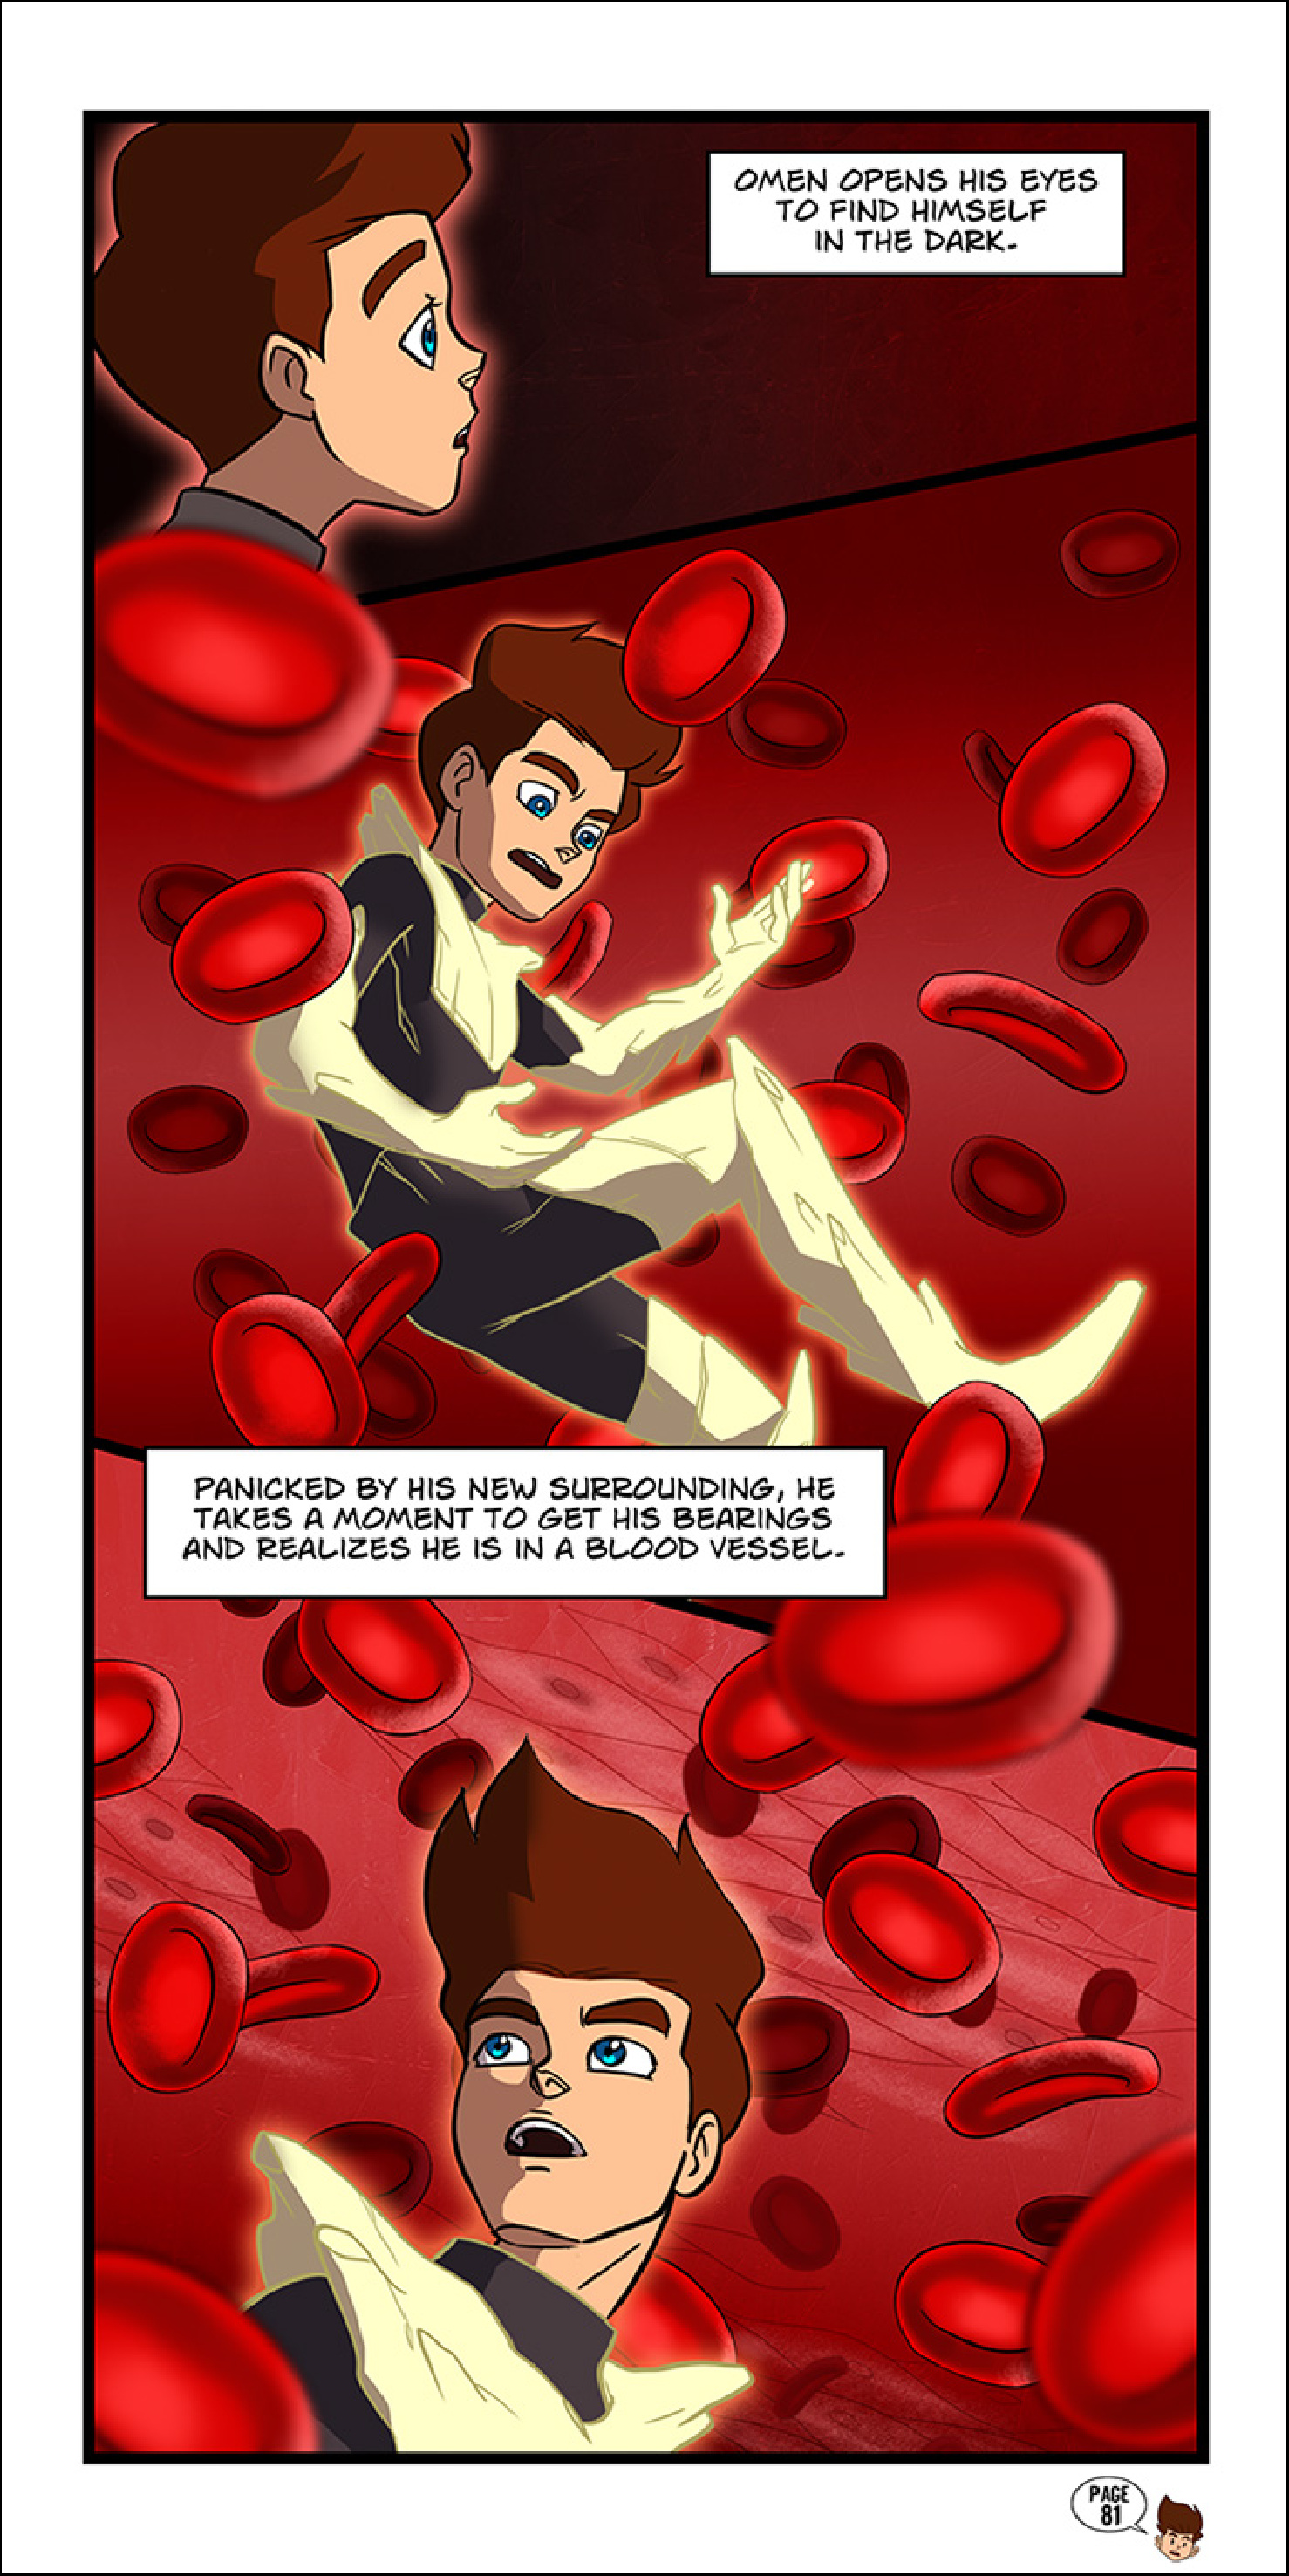 OMEN OPENS HIS EYES
TO FIND HIMSELF
IN THE DARK.
PANICKED BY HIS NEW SURROUNDING, HE
TAKES A MOMENT TO GET HIS BEARINGS
AND REALIZES HE IS IN A BLOOD VESSEL.
PAGE
81